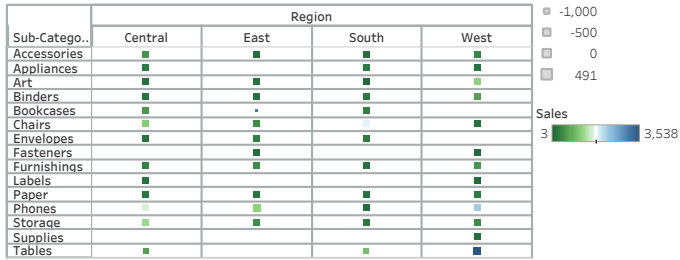 Region
Sub-Catego.. Central East South West
Accessories
Appliances
Art
Binders
Bookcases
Chairs
Envelopes
Fasteners
Furnishings
Labels
Paper
Phones
Storage
Supplies
Tables
-1,000
-500
0
491
Sales
3 3,538